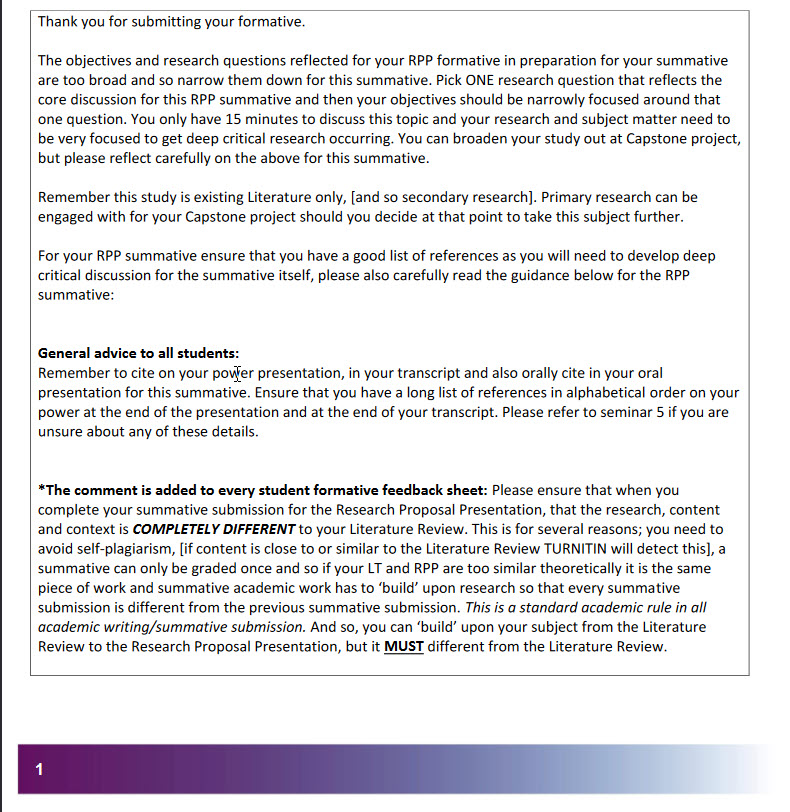 Thank you for submitting your formative.
The objectives and research questions reflected for your RPP formative in preparation for your summative
are too broad and so narrow them down for this summative. Pick ONE research question that reflects the
core discussion for this RPP summative and then your objectives should be narrowly focused around that
one question. You only have 15 minutes to discuss this topic and your research and subject matter need to
be very focused to get deep critical research occurring. You can broaden your study out at Capstone project,
but please reflect carefully on the above for this summative.
Remember this study is existing Literature only, [and so secondary research]. Primary research can be
engaged with for your Capstone project should you decide at that point to take this subject further.
For your RPP summative ensure that you have a good list of references as you will need to develop deep
critical discussion for the summative itself, please also carefully read the guidance below for the RPP
summative:
General advice to all students:
Remember to cite on your power presentation, in your transcript and also orally cite in your oral
presentation for this summative. Ensure that you have a long list of references in alphabetical order on your
power at the end of the presentation and at the end of your transcript. Please refer to seminar 5 if you are
unsure about any of these details.
*The comment is added to every student formative feedback sheet: Please ensure that when you
complete your summative submission for the Research Proposal Presentation, that the research, content
and context is COMPLETELY DIFFERENT to your Literature Review. This is for several reasons; you need to
avoid self-plagiarism, [if content is close to or similar to the Literature Review TURNITIN will detect this], a
summative can only be graded once and so if your LT and RPP are too similar theoretically it is the same
piece of work and summative academic work has to ‘build’ upon research so that every summative
submission is different from the previous summative submission. This is a standard academic rule in all
academic writing/summative submission. And so, you can ‘build’ upon your subject from the Literature
Review to the Research Proposal Presentation, but it MUST different from the Literature Review.
1